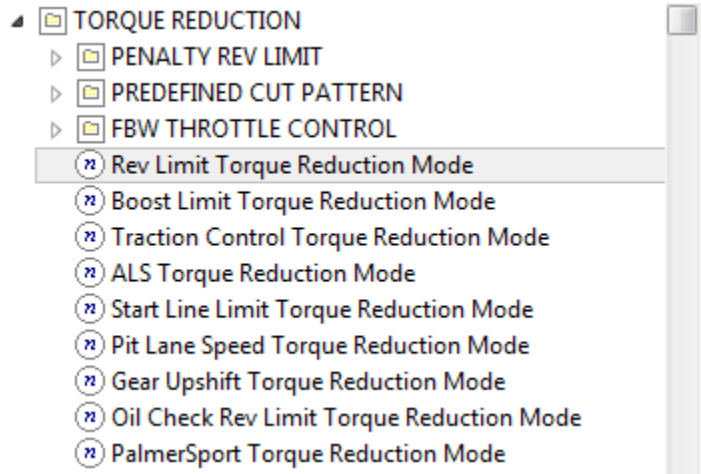 TORQUE REDUCTION
PENALTY REV LIMIT
PREDEFINED CUT PATTERN
FBW THROTTLE CONTROL
n Rev Limit Torque Reduction Mode
n Boost Limit Torque Reduction Mode
n Traction Control Torque Reduction Mode
n ALS Torque Reduction Mode
n Start Line Limit Torque Reduction Mode
n Pit Lane Speed Torque Reduction Mode
n Gear Upshift Torque Reduction Mode
n Oil Check Rev Limit Torque Reduction Mode
n PalmerSport Torque Reduction Mode